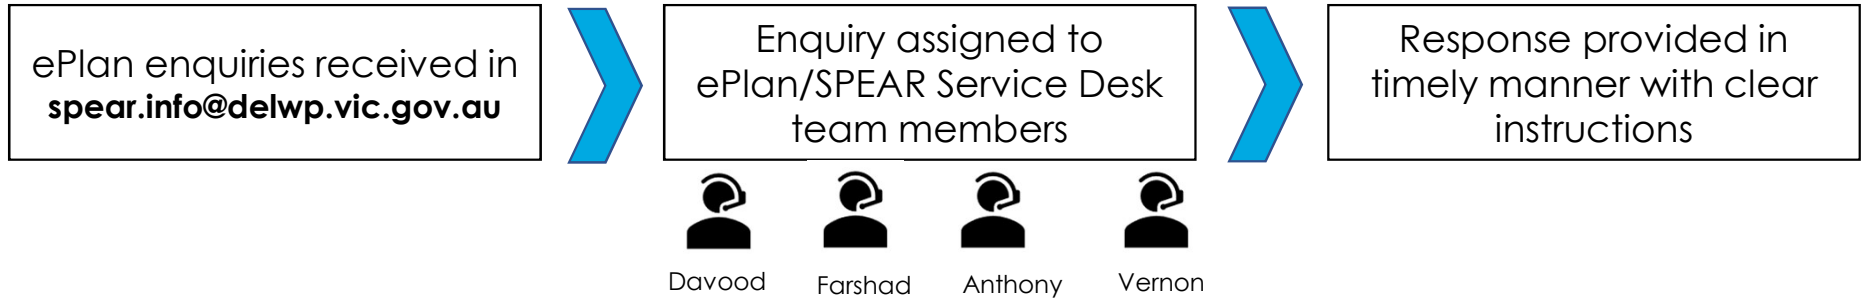 ePlan enquiries received in
spear.info@delwp.vic.gov.au
Enquiry assigned to
ePlan/SPEAR Service Desk
team members
Response provided in
timely manner with clear
instructions
Davood
Farshad
Anthony
Vernon